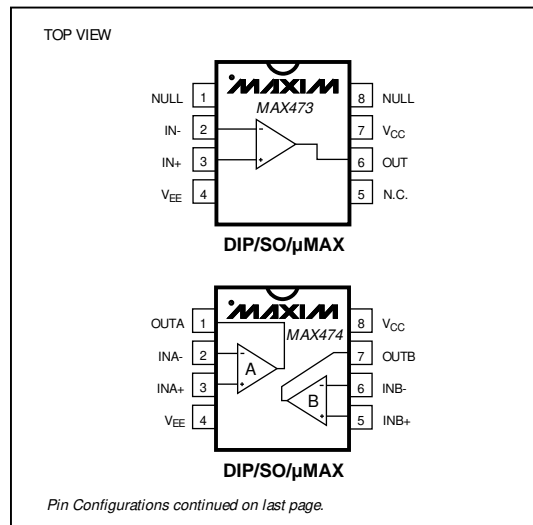 TOP VIEW
MAXIM
MAX473
NULL 1
IN- 2
IN+ 3
VEE 4
8 NULL
7 VCC
6 OUT
5 N.C.
- 
+
DIP/SO/µMAX
MAXIM
MAX474
OUTA 1
INA- 2
INA+ 3
VEE 4
8 VCC
7 OUTB
6 INB-
5 INB+
- 
+
A
- 
+
B
DIP/SO/µMAX
Pin Configurations continued on last page.